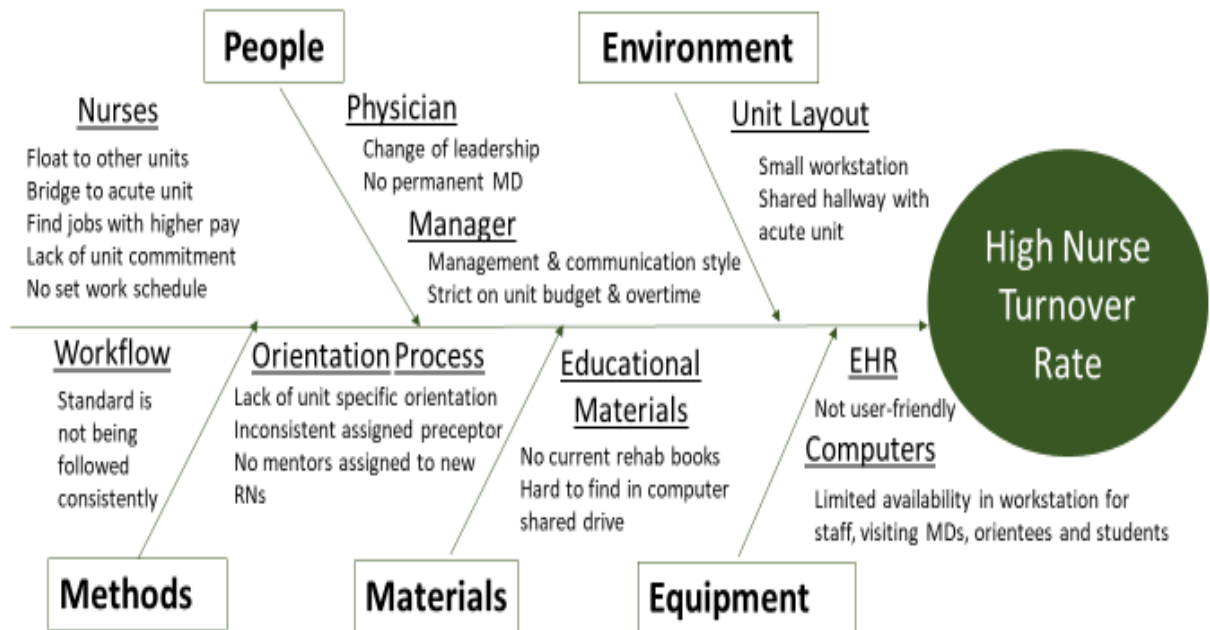 People
Environment
Nurses
Float to other units
Bridge to acute unit
Find jobs with higher pay
Lack of unit commitment
No set work schedule
Physician
Change of leadership
No permanent MD
Manager
Management & communication style
Strict on unit budget & overtime
Unit Layout
Small workstation
Shared hallway with
acute unit
High Nurse
Turnover
Rate
Workflow
Standard is
not being
followed
consistently
Orientation Process
Lack of unit specific orientation
Inconsistent assigned preceptor
No mentors assigned to new
RNs
Educational
Materials
No current rehab books
Hard to find in computer
shared drive
EHR
Not user-friendly
Computers
Limited availability in workstation for
staff, visiting MDs, orientees and students
Methods
Materials
Equipment